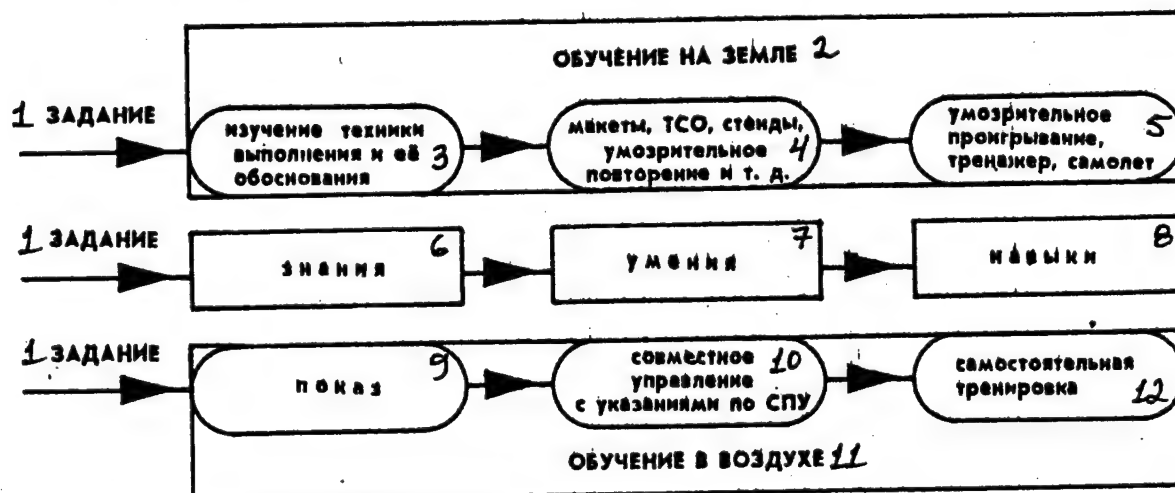 ОБУЧЕНИЕ НА ЗЕМЛЕ 2
1 ЗАДАНИЕ
изучение техники
выполнения и её 3
обоснования
макеты, ТСО, стенды,
умозрительное 4
повторение и т. д.
умозрительное 5
проигрывание,
тренажер, самолет
1 ЗАДАНИЕ
знания 6
умения 7
навыки 8
1 ЗАДАНИЕ
показ 9
совместное 10
управление
с указаниями по СПУ
самостоятельная
тренировка 12
ОБУЧЕНИЕ В ВОЗДУХЕ 11